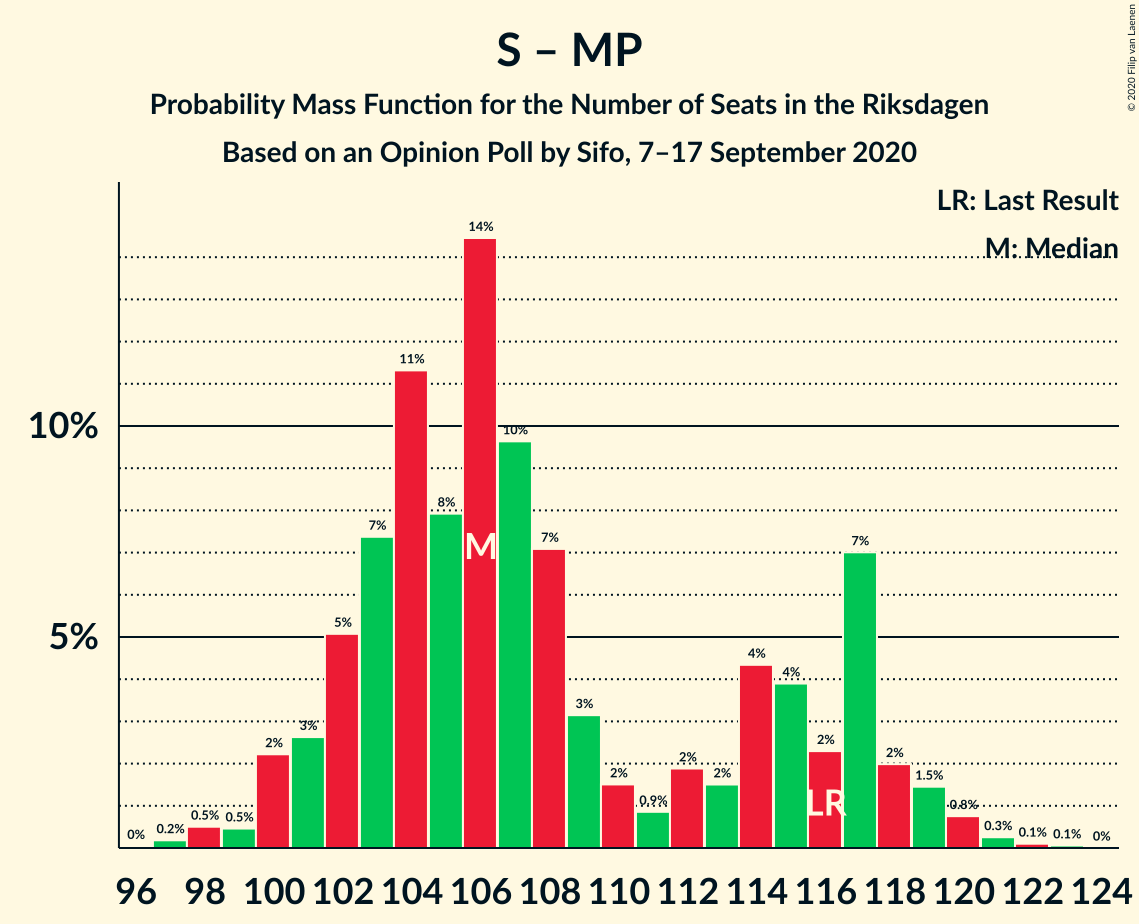 S – MP
Probability Mass Function for the Number of Seats in the Riksdagen
Based on an Opinion Poll by Sifo, 7–17 September 2020
© 2020 Filip van Laenen
LR: Last Result
M: Median
10%
5%
0% 0.2% 0.5% 0.5% 2% 3% 5% 7% 11% 8% 14% 10% 7% 3% 2% 0.9% 2% 2% 4% 4% 2% 7% 2% 1.5% 0.8% 0.3% 0.1% 0.1% 0%
M
LR
96 98 100 102 104 106 108 110 112 114 116 118 120 122 124